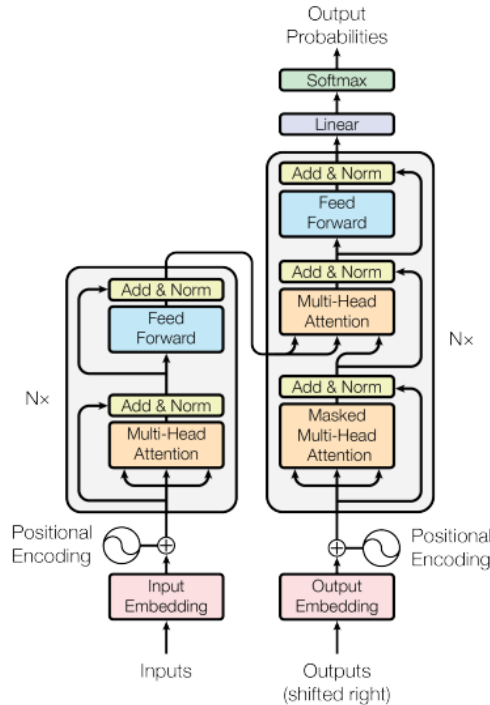 Output
Probabilities
Softmax
Linear
Add & Norm
Feed
Forward
Add & Norm
Multi-Head
Attention
Add & Norm
Masked
Multi-Head
Attention
N×
Add & Norm
Feed
Forward
Add & Norm
Multi-Head
Attention
N×
Positional
Encoding
Positional
Encoding
Input
Embedding
Output
Embedding
Inputs
Outputs
(shifted right)